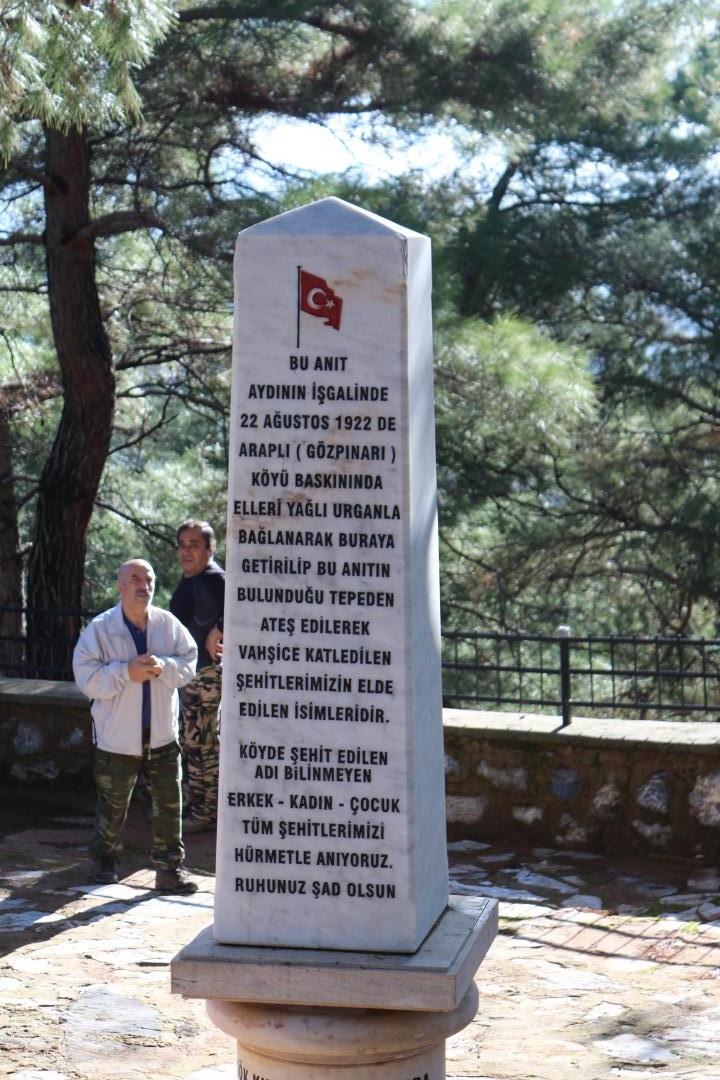 BU ANIT
AYDININ İŞGALİNDE
22 AĞUSTOS 1922 DE
ARAPLI ( GÖZPINARI )
KÖYÜ BASKININDA
ELLERİ YAĞLI URGANLA
BAĞLANARAK BURAYA
GETİRİLİP BU ANITIN
BULUNDUĞU TEPEDEN
ATEŞ EDİLEREK
VAHŞİCE KATLEDİLEN
ŞEHİTLERİMİZİN ELDE
EDİLEN İSİMLERİDİR.
KÖYDE ŞEHİT EDİLEN
ADI BİLİNMEYEN
ERKEK - KADIN - ÇOCUK
TÜM ŞEHİTLERİMİZİ
HÜRMETLE ANIYORUZ.
RUHUNUZ ŞAD OLSUN